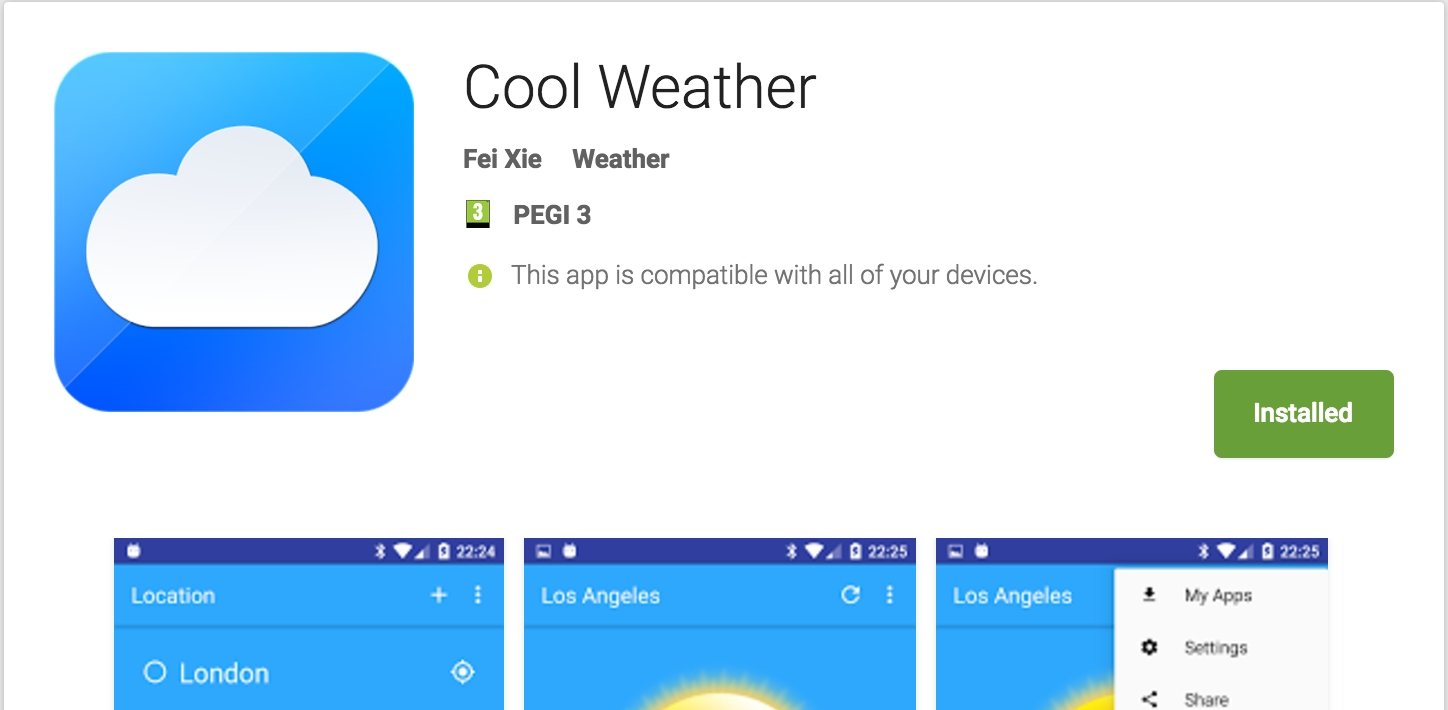 Cool Weather
Fei Xie Weather
3 PEGI 3
This app is compatible with all of your devices.
Installed
22:24
Location
London
22:25
Los Angeles
22:25
Los Angeles
My Apps
Settings
Share